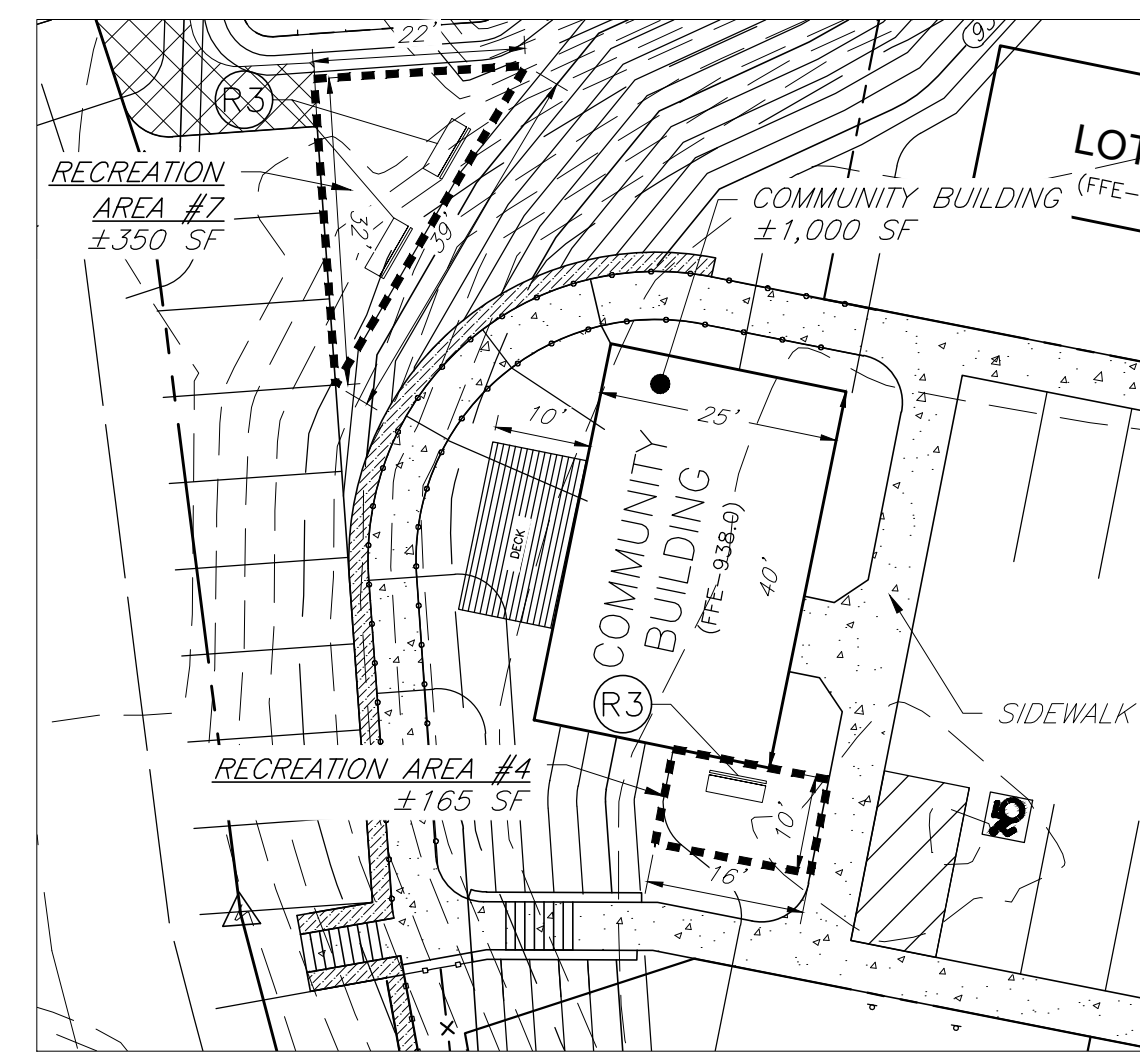 22'
R3
RECREATION
AREA #7
±350 SF
32'
39'
LOT
(FFE-
COMMUNITY BUILDING
±1,000 SF
10'
25'
DECK
COMMUNITY
BUILDING
(FFE-938.0)
40'
R3
SIDEWALK
RECREATION AREA #4
±165 SF
10'
16'